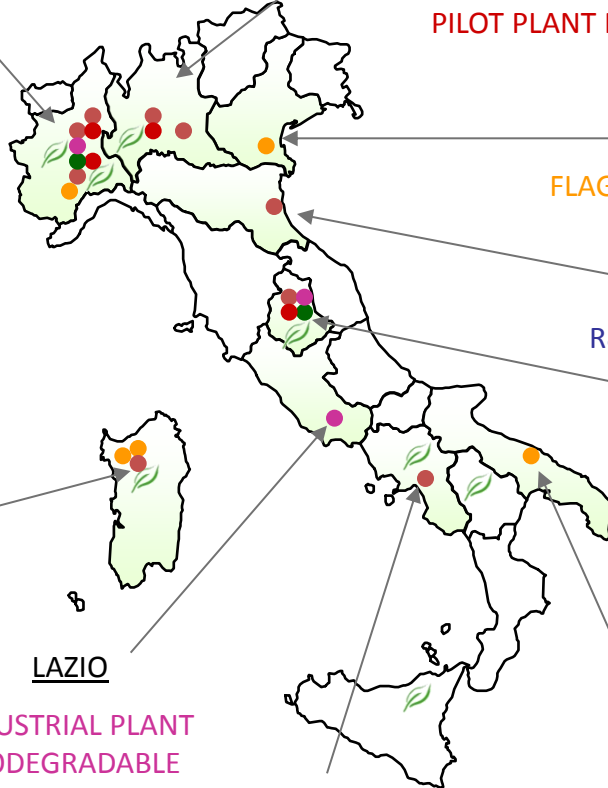 PILOT PLANT
FLAG
R
LAZIO
USTRIAL PLANT
ODEGRADABLE